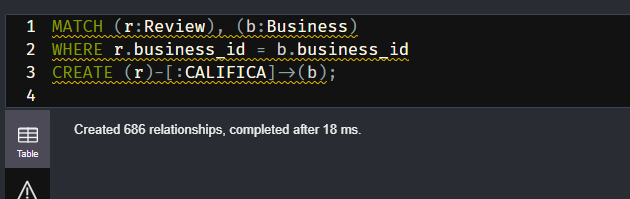 1 MATCH (r:Review), (b:Business)
2 WHERE r.business_id = b.business_id
3 CREATE (r)-[:CALIFICA]->(b);
4
Created 686 relationships, completed after 18 ms.
Table